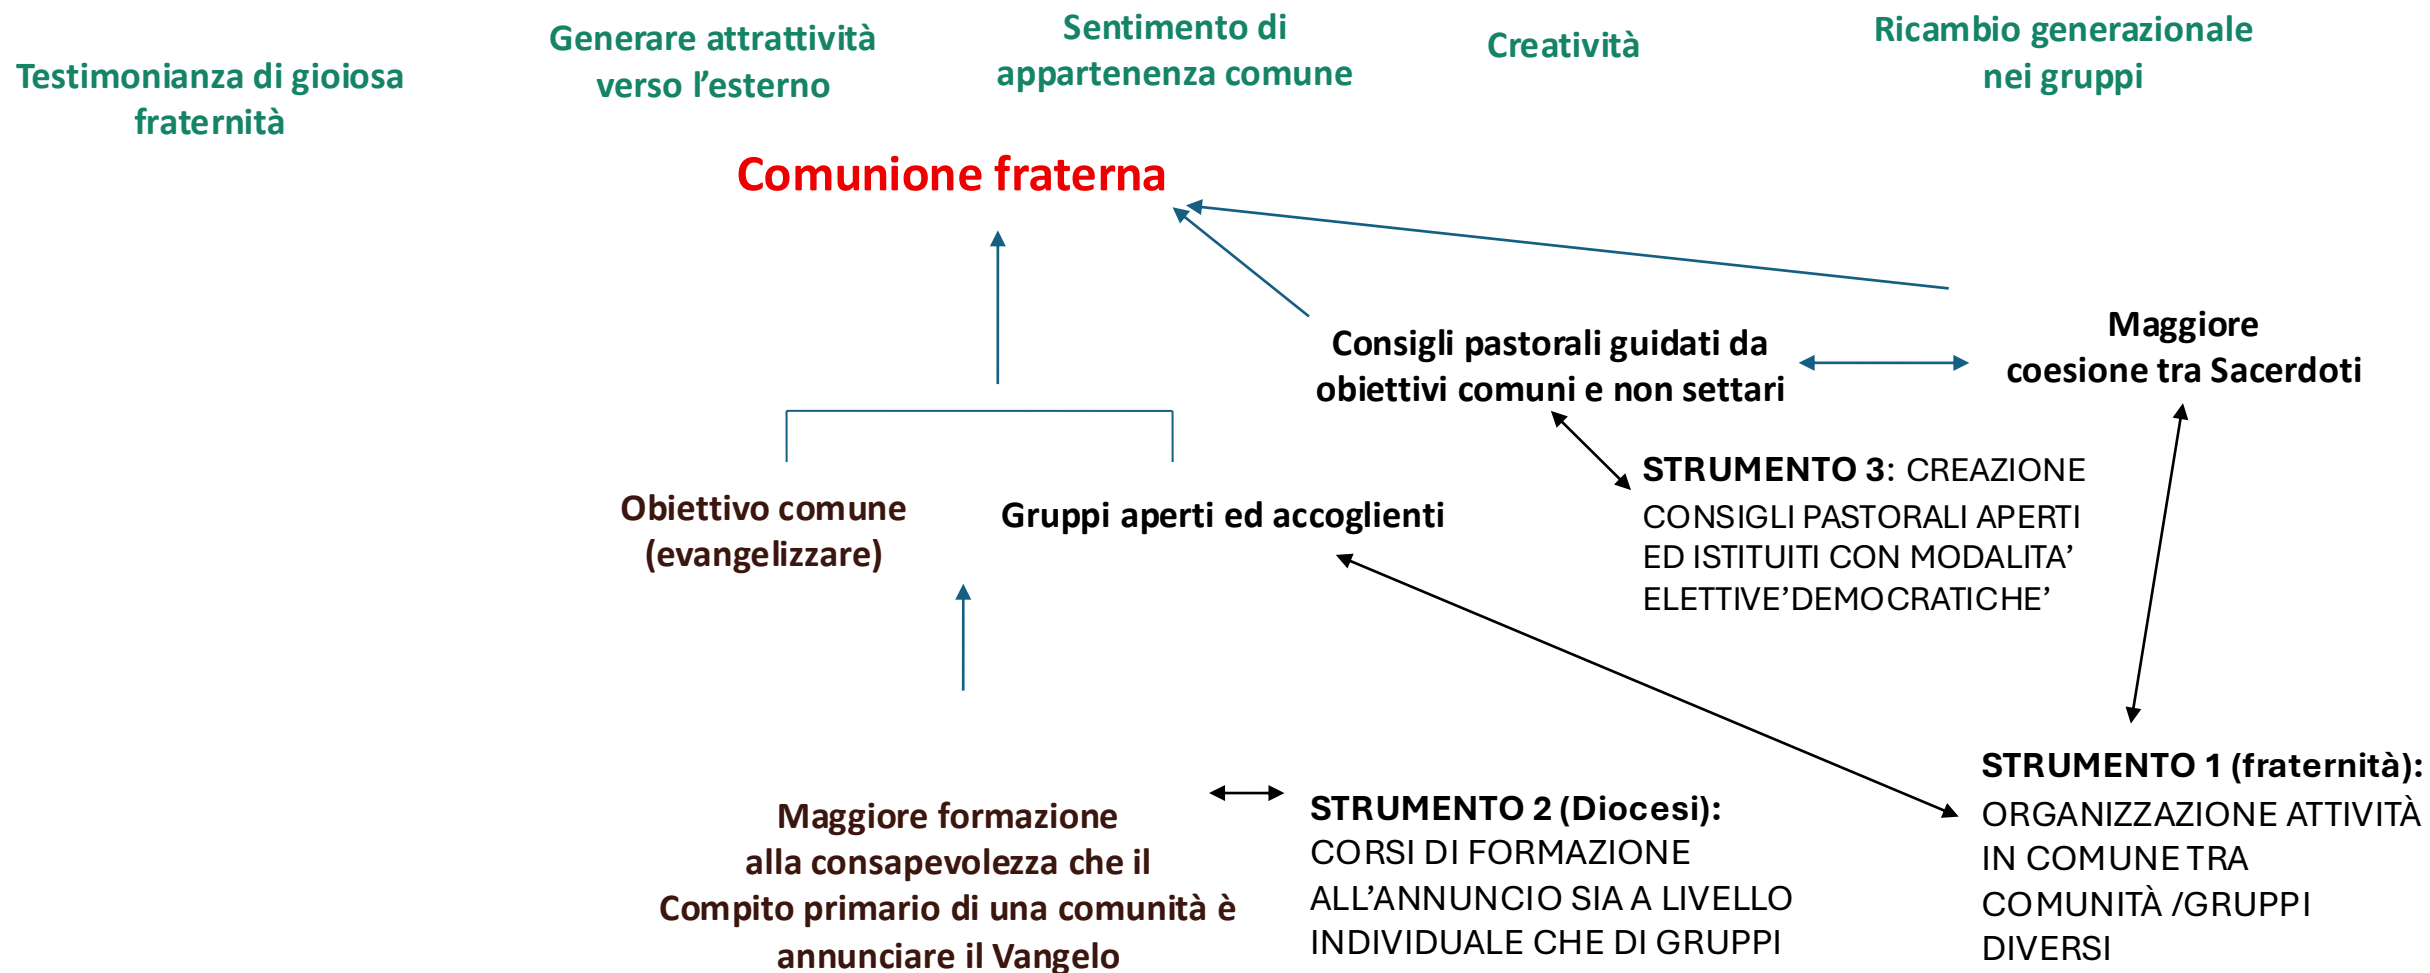 Testimonianza di gioiosa
fraternità
Generare attrattività
verso l’esterno
Sentimento di
appartenenza comune
Creatività
Ricambio generazionale
nei gruppi
Comunione fraterna
Consigli pastorali guidati da
obiettivi comuni e non settari
Maggiore
coesione tra Sacerdoti
Obiettivo comune
(evangelizzare)
Gruppi aperti ed accoglienti
STRUMENTO 3: CREAZIONE
CONSIGLI PASTORALI APERTI
ED ISTITUITI CON MODALITA’
ELETTIVE’DEMOCRATICHE’
Maggiore formazione
alla consapevolezza che il
Compito primario di una comunità è
annunciare il Vangelo
STRUMENTO 2 (Diocesi):
CORSI DI FORMAZIONE
ALL’ANNUNCIO SIA A LIVELLO
INDIVIDUALE CHE DI GRUPPI
STRUMENTO 1 (fraternità):
ORGANIZZAZIONE ATTIVITÀ
IN COMUNE TRA
COMUNITÀ /GRUPPI
DIVERSI